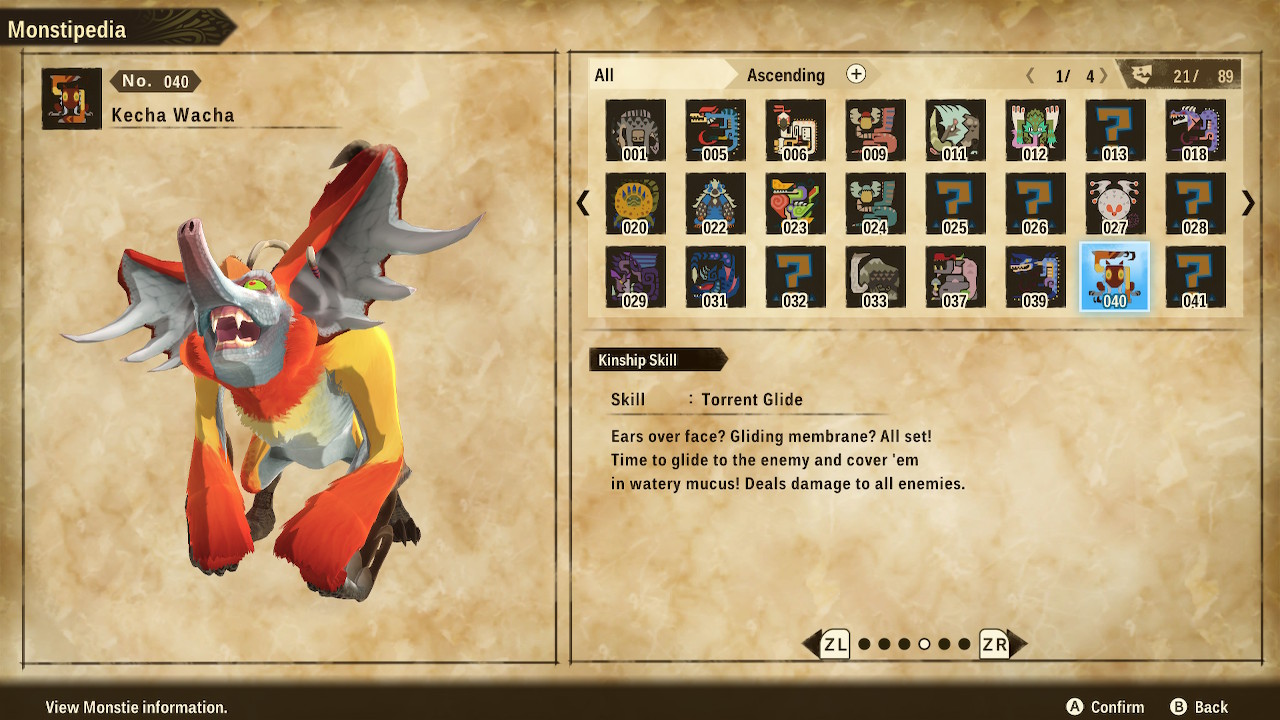 Monstipedia
No. 040
Kecha Wacha
All
Ascending
1/ 4
21/ 89
001 005 006 009 011 012 013 018
020 022 023 024 025 026 027 028
029 031 032 033 037 039 040 041
Kinship Skill
Skill : Torrent Glide
Ears over face? Gliding membrane? All set!
Time to glide to the enemy and cover 'em
in watery mucus! Deals damage to all enemies.
ZL ZR
View Monstie information.
A Confirm B Back